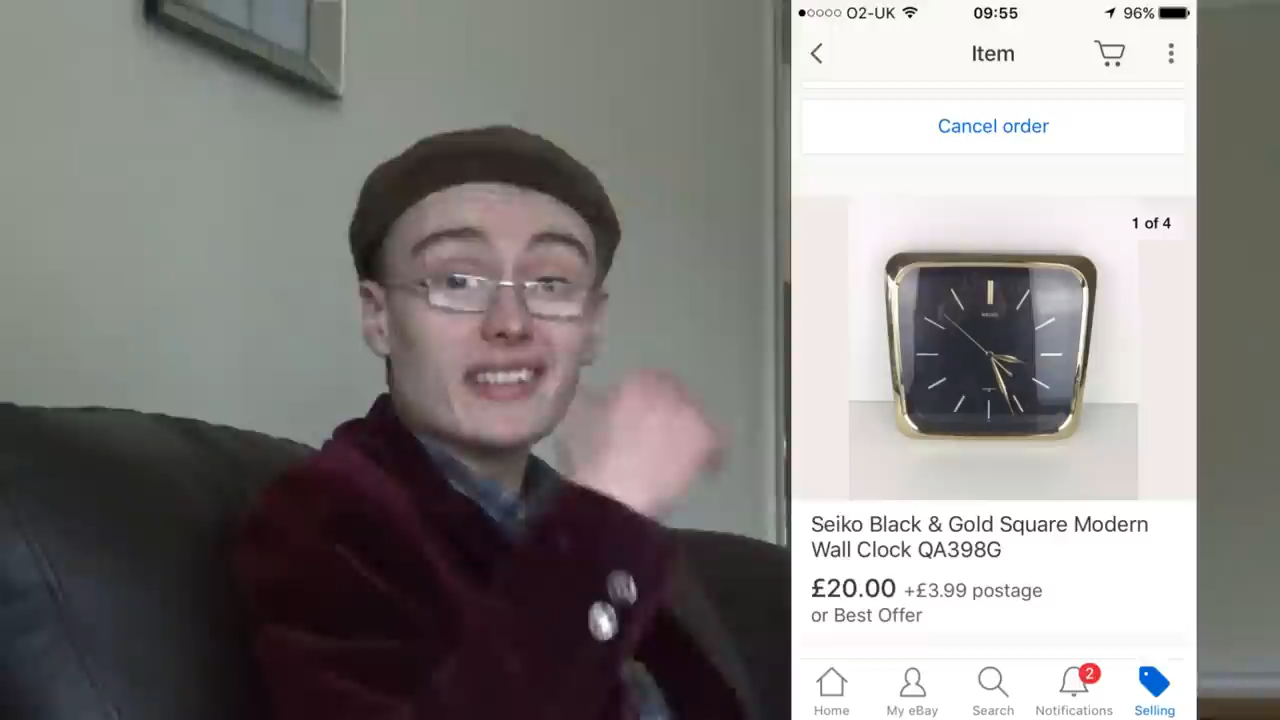 O2-UK 09:55 96%
Item
Cancel order
1 of 4
SEIKO
Seiko Black & Gold Square Modern
Wall Clock QA398G
£20.00 +£3.99 postage
or Best Offer
2
Home My eBay Search Notifications Selling